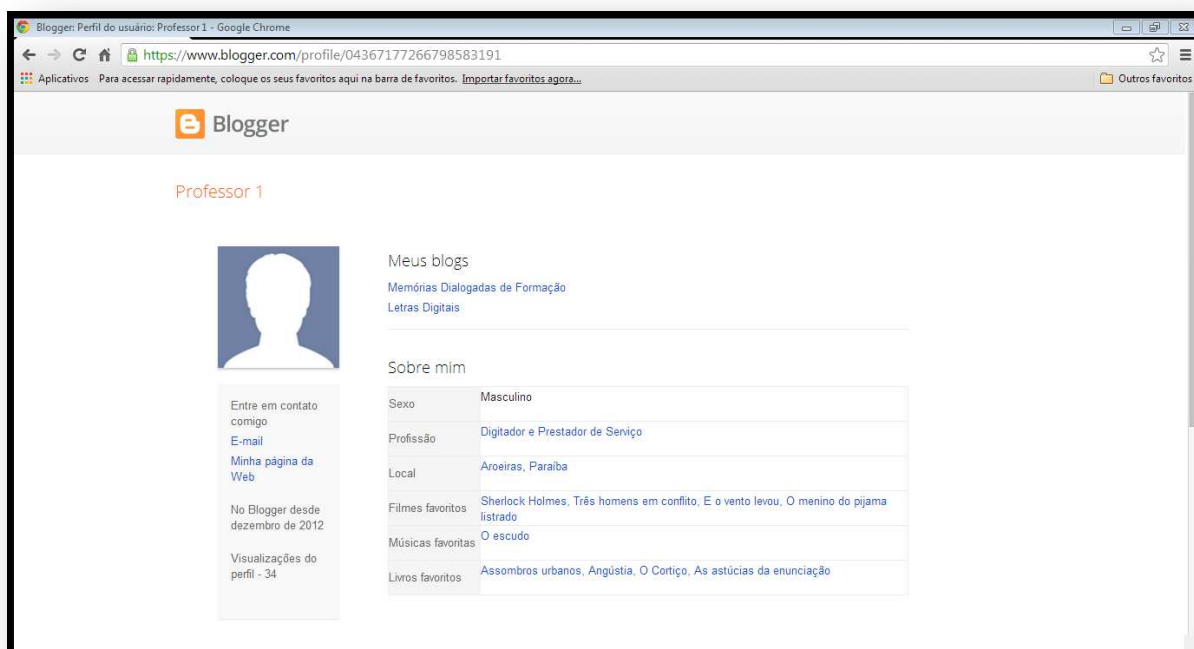 Blogger: Perfil do usuário: Professor 1 - Google Chrome
https://www.blogger.com/profile/04367177266798583191
Aplicativos Para acessar rapidamente, coloque os seus favoritos aqui na barra de favoritos. Importar favoritos agora... Outros favoritos
Blogger
Professor 1
Meus blogs
Memórias Dialogadas de Formação
Letras Digitais
Sobre mim
Sexo Masculino
Profissão Digitador e Prestador de Serviço
Local Aroeiras, Paraíba
Filmes favoritos Sherlock Holmes, Três homens em conflito, E o vento levou, O menino do pijama
listrado
Músicas favoritas O escudo
Livros favoritos Assombros urbanos, Angústia, O Cortiço, As astúcias da enunciação
Entre em contato
comigo
E-mail
Minha página da
Web
No Blogger desde
dezembro de 2012
Visualizações do
perfil - 34